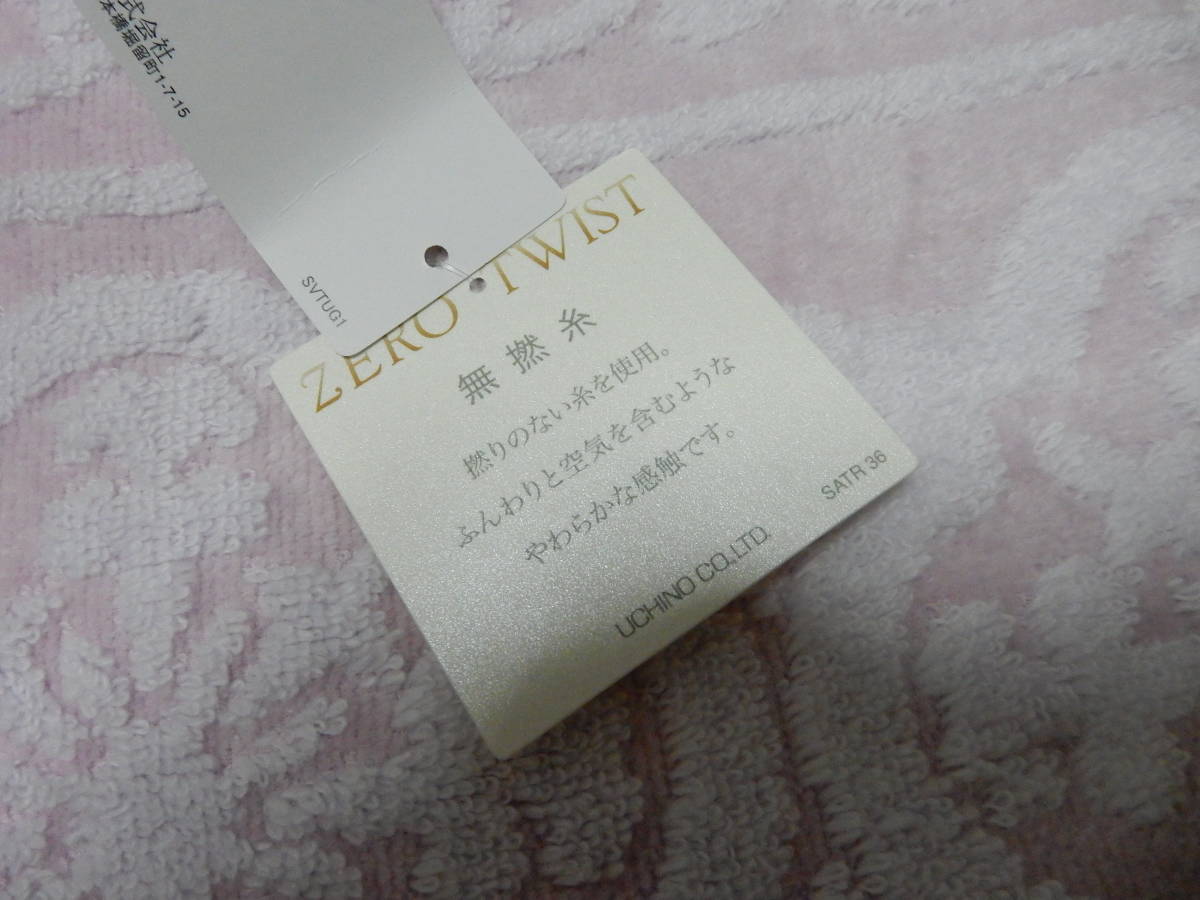 式会社
本橋堀留町1-7-15
SVTUG1
ZERO TWIST
無撚糸
撚りのない糸を使用。
ふんわりと空気を含むような
やわらかな感触です。
SATR 36
UCHINO CO.,LTD.